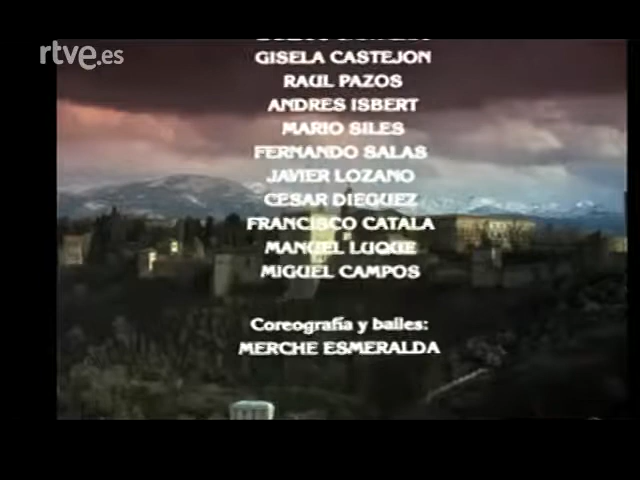 rtve.es
GISELA CASTEJON
RAUL PAZOS
ANDRES ISBERT
MARIO SILES
FERNANDO SALAS
JAVIER LOZANO
CESAR DIEGUEZ
FRANCISCO CATALA
MANUEL LUQUE
MIGUEL CAMPOS
Coreografía y bailes:
MERCHE ESMERALDA